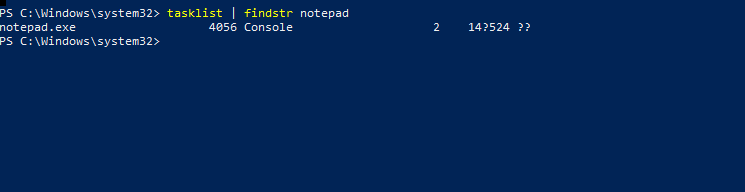 PS C:\Windows\system32> tasklist | findstr notepad
notepad.exe                   4056 Console                    2    14?524 ??
PS C:\Windows\system32>